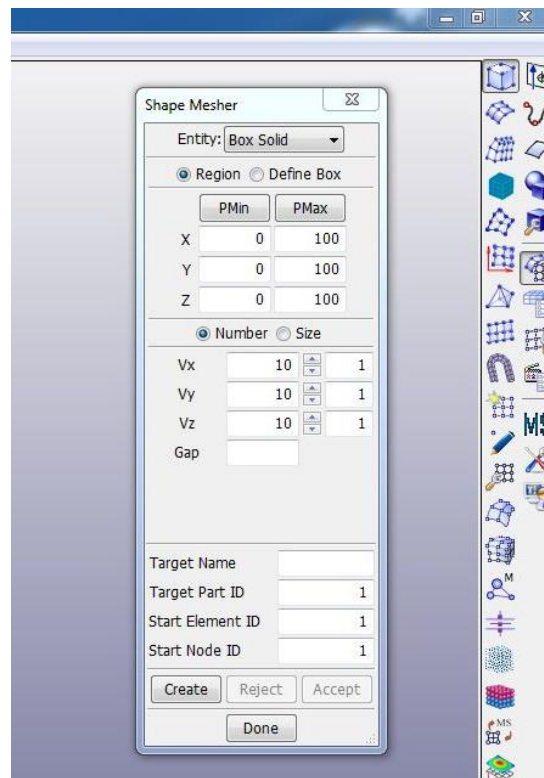 Shape Mesher
Entity: Box Solid
Region Define Box
PMin PMax
X 0 100
Y 0 100
Z 0 100
Number Size
Vx 10 1
Vy 10 1
Vz 10 1
Gap
Target Name
Target Part ID 1
Start Element ID 1
Start Node ID 1
Create Reject Accept
Done
M
MS